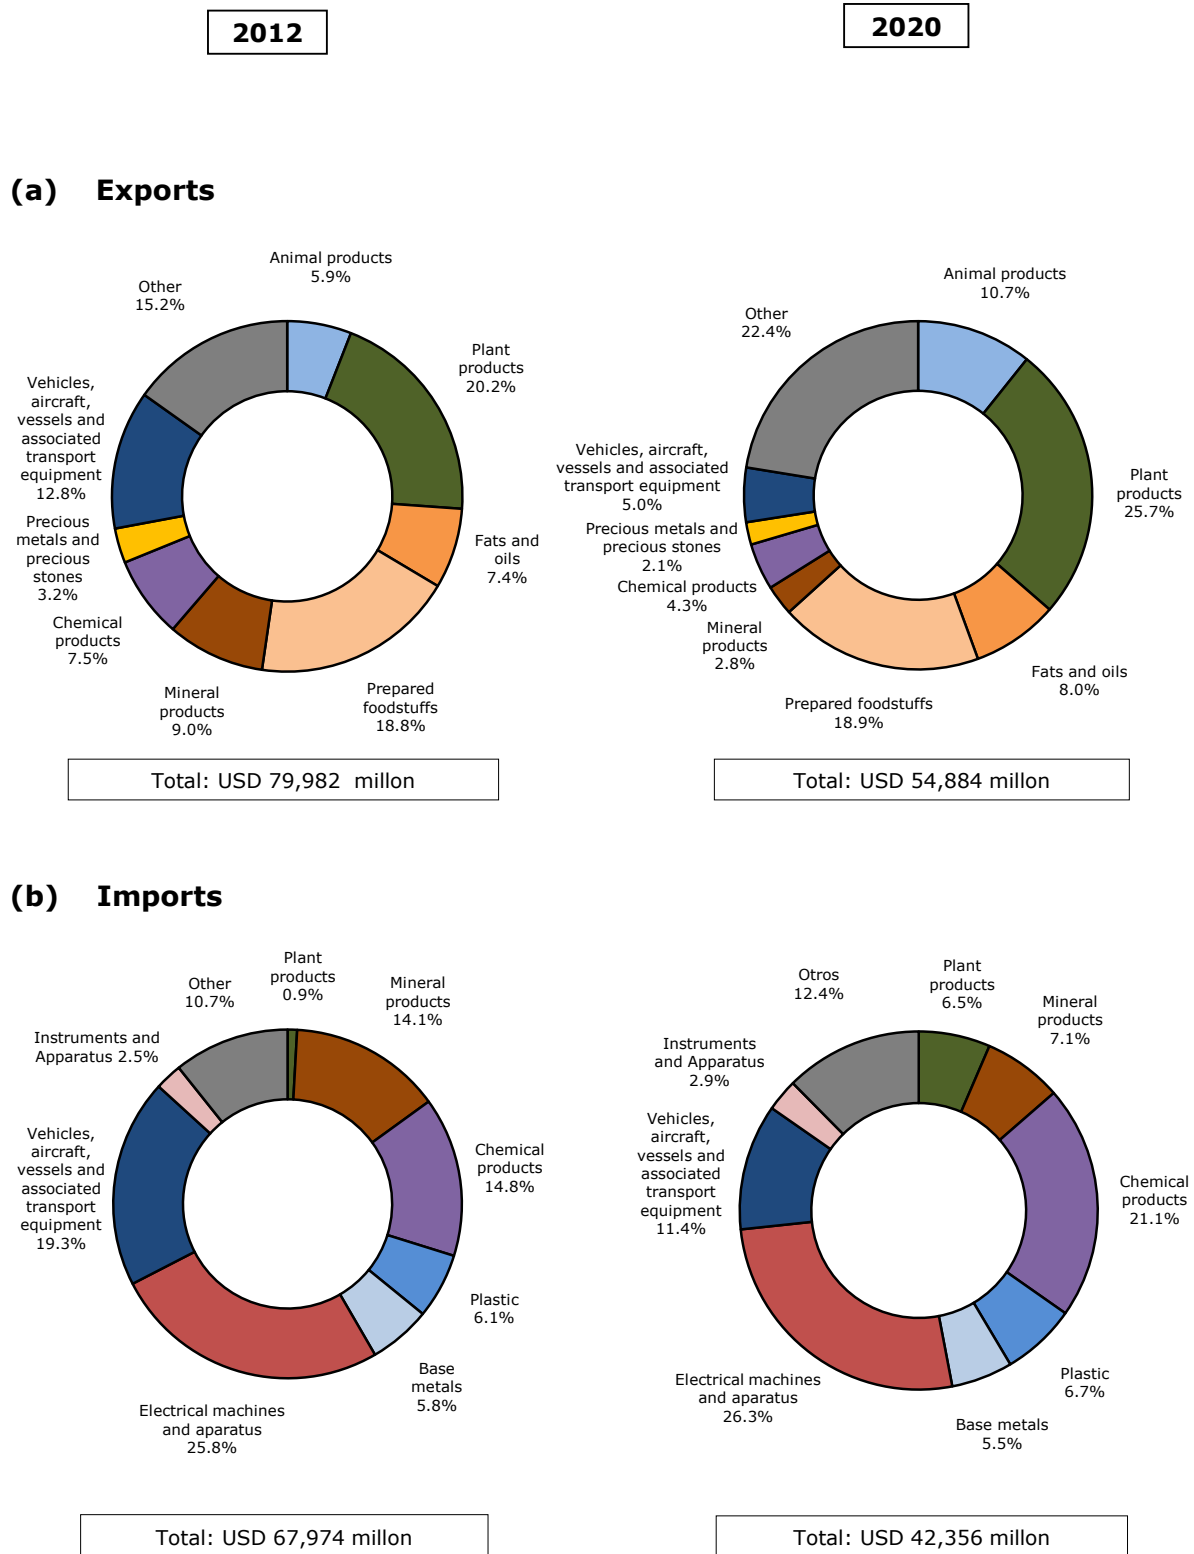 2012
2020
(a) Exports
Animal products
5.9%
Plant
products
20.2%
Fats and
oils
7.4%
Prepared
foodstuffs
18.8%
Mineral
products
9.0%
Chemical
products
7.5%
Precious
metals and
precious
stones
3.2%
Vehicles,
aircraft,
vessels and
associated
transport
equipment
12.8%
Other
15.2%
Total: USD 79,982 millon
Animal products
10.7%
Plant
products
25.7%
Fats and oils
8.0%
Prepared foodstuffs
18.9%
Mineral
products
2.8%
Chemical products
4.3%
Precious metals and
precious stones
2.1%
Vehicles, aircraft,
vessels and associated
transport equipment
5.0%
Other
22.4%
Total: USD 54,884 millon
(b) Imports
Plant
products
0.9%
Mineral
products
14.1%
Chemical
products
14.8%
Plastic
6.1%
Base
metals
5.8%
Electrical machines
and aparatus
25.8%
Vehicles,
aircraft,
vessels and
associated
transport
equipment
19.3%
Instruments and
Apparatus 2.5%
Other
10.7%
Total: USD 67,974 millon
Plant
products
6.5%
Mineral
products
7.1%
Chemical
products
21.1%
Plastic
6.7%
Base metals
5.5%
Electrical machines
and aparatus
26.3%
Vehicles,
aircraft,
vessels and
associated
transport
equipment
11.4%
Instruments
and Apparatus
2.9%
Otros
12.4%
Total: USD 42,356 millon